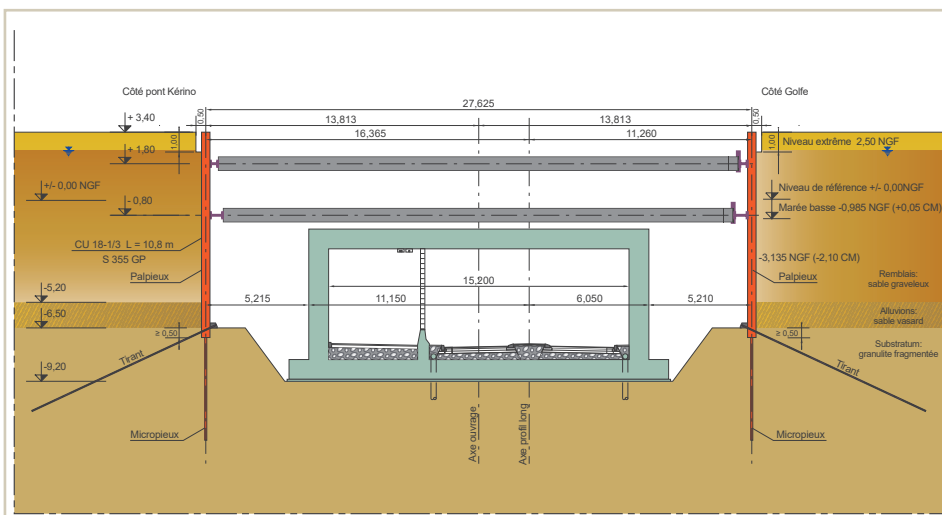 Côté pont Kérino
Côté Golfe
27,625
0,50
0,50
13,813
13,813
+ 3,40
16,365
11,260
1,00
1,00
Niveau extrême 2,50 NGF
+ 1,80
+/- 0,00 NGF
Niveau de référence +/- 0,00NGF
- 0,80
Marée basse -0,985 NGF (+0,05 CM)
CU 18-1/3 L = 10,8 m
S 355 GP
-3,135 NGF (-2,10 CM)
Palpieux
Palpieux
Remblais:
sable graveleux
15,200
-5,20
5,215
11,150
6,050
5,210
-6,50
Alluvions:
sable vasard
≥ 0,50
≥ 0,50
Substratum:
granulite fragmentée
Tirant
Tirant
-9,20
Micropieux
Micropieux
Axe ouvrage
Axe profil long